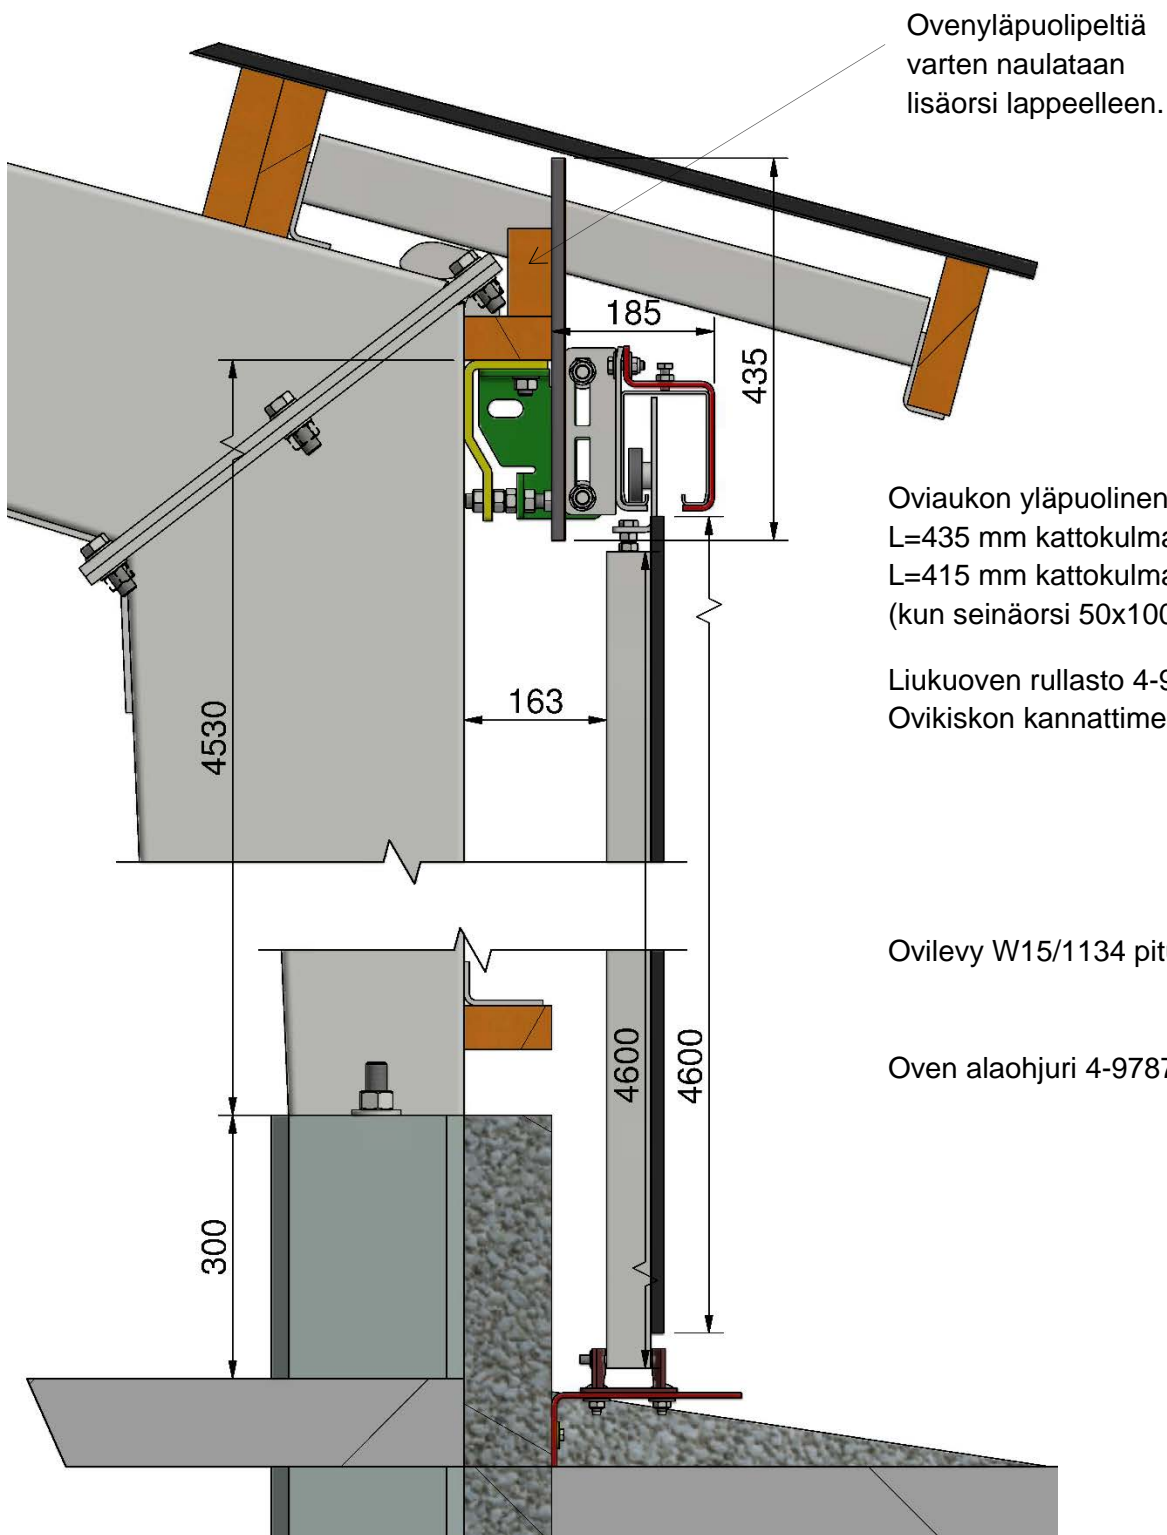 Ovenyläpuolipeltiä
varten naulataan
lisäorsi lappeelleen.
185
435
Oviaukon yläpuolinen
L=435 mm kattokulma
L=415 mm kattokulma
(kun seinäorsi 50x100
Liukuoven rullasto 4-9
Ovikiskon kannattime
163
4530
Ovilevy W15/1134 pitu
4600
4600
Oven alaohjuri 4-9787
300